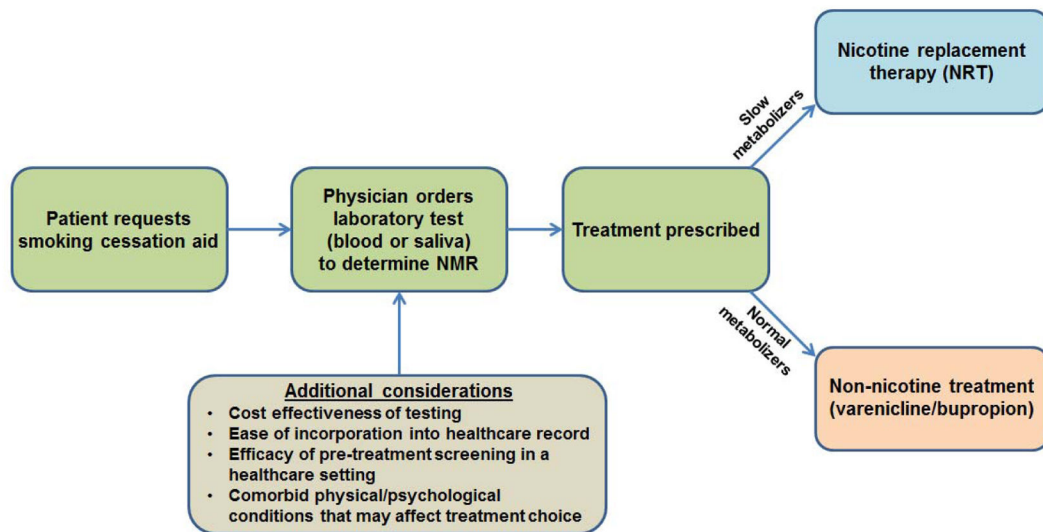 Patient requests
smoking cessation aid
Physician orders
laboratory test
(blood or saliva)
to determine NMR
Treatment prescribed
Slow
metabolizers
Nicotine replacement
therapy (NRT)
Normal
metabolizers
Non-nicotine treatment
(varenicline/bupropion)
Additional considerations
• Cost effectiveness of testing
• Ease of incorporation into healthcare record
• Efficacy of pre-treatment screening in a
healthcare setting
• Comorbid physical/psychological
conditions that may affect treatment choice